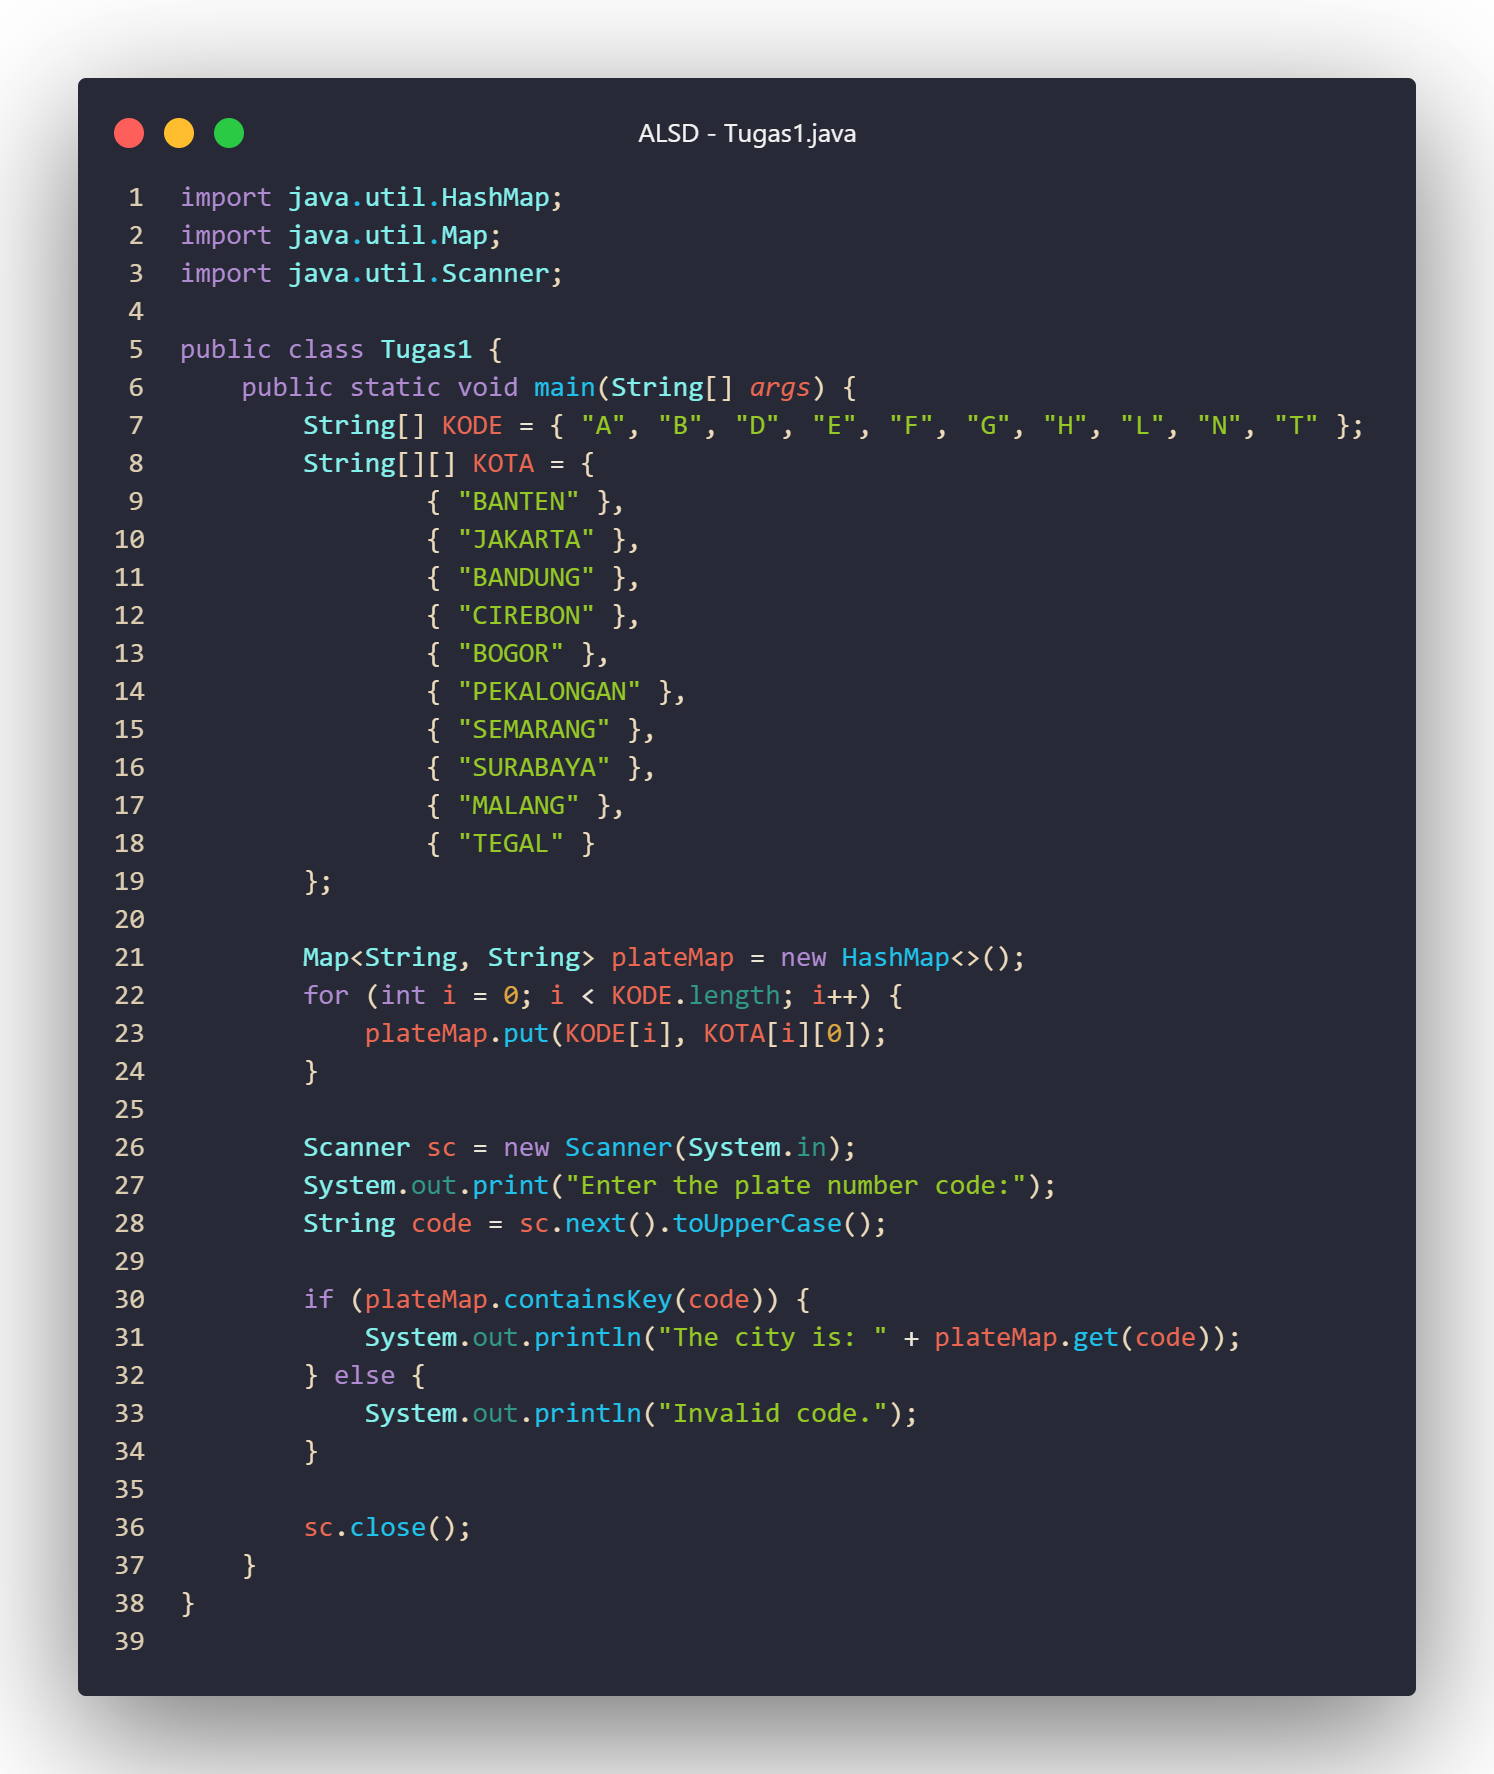 ALSD - Tugas1.java
1 import java.util.HashMap;
2 import java.util.Map;
3 import java.util.Scanner;
4
5 public class Tugas1 {
6     public static void main(String[] args) {
7         String[] KODE = { "A", "B", "D", "E", "F", "G", "H", "L", "N", "T" };
8         String[][] KOTA = {
9                 { "BANTEN" },
10                 { "JAKARTA" },
11                 { "BANDUNG" },
12                 { "CIREBON" },
13                 { "BOGOR" },
14                 { "PEKALONGAN" },
15                 { "SEMARANG" },
16                 { "SURABAYA" },
17                 { "MALANG" },
18                 { "TEGAL" }
19         };
20
21         Map<String, String> plateMap = new HashMap<>();
22         for (int i = 0; i < KODE.length; i++) {
23             plateMap.put(KODE[i], KOTA[i][0]);
24         }
25
26         Scanner sc = new Scanner(System.in);
27         System.out.print("Enter the plate number code:");
28         String code = sc.next().toUpperCase();
29
30         if (plateMap.containsKey(code)) {
31             System.out.println("The city is: " + plateMap.get(code));
32         } else {
33             System.out.println("Invalid code.");
34         }
35
36         sc.close();
37     }
38 }
39